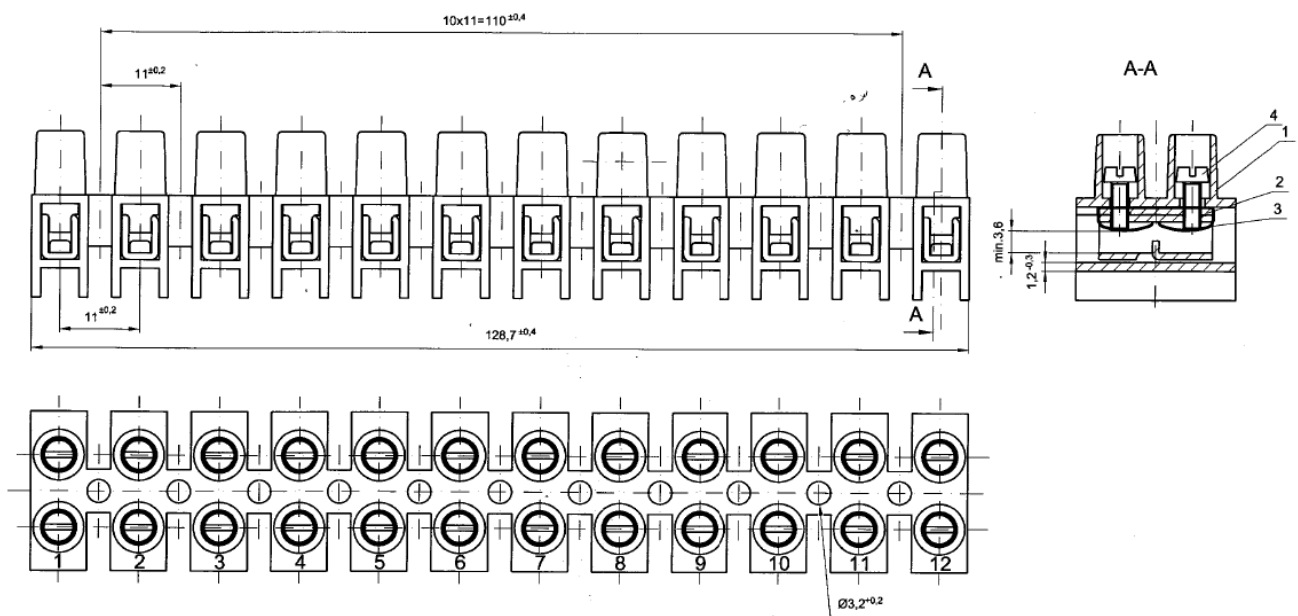 10x11=110 ±0,4
11 ±0,2
A
A-A
4
1
2
3
min.3,6
1,2 -0,3
11 ±0,2
A
128,7 ±0,4
1 2 3 4 5 6 7 8 9 10 11 12
Ø3,2 +0,2